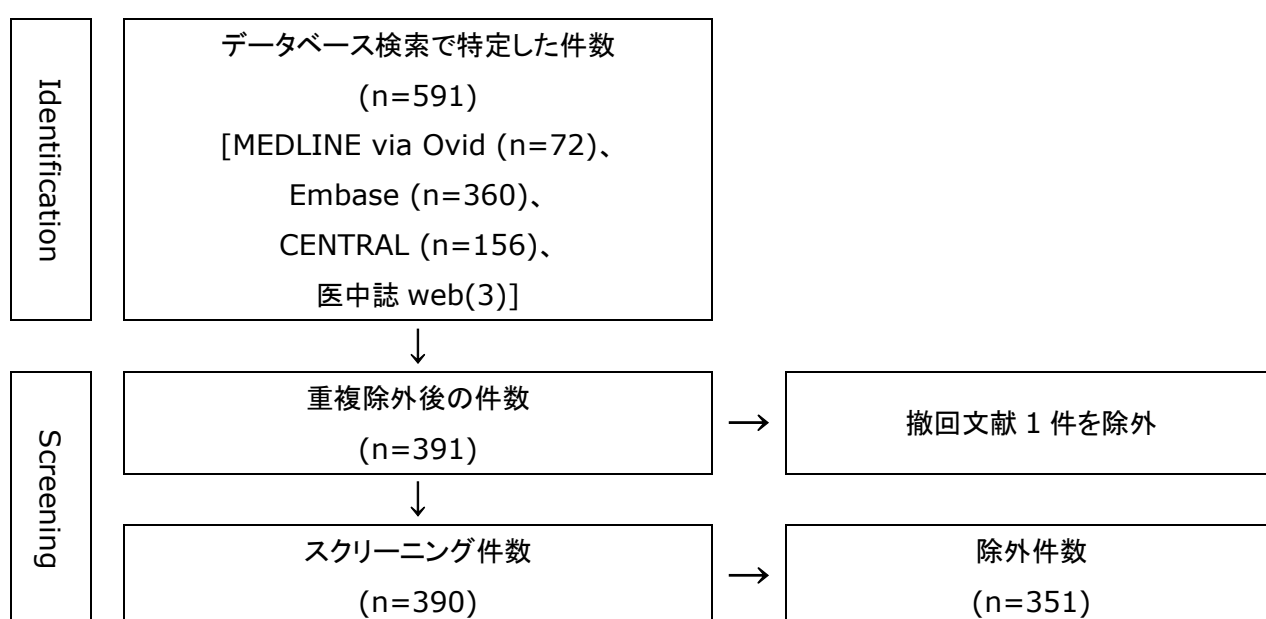 Identification
データベース検索で特定した件数
(n=591)
[MEDLINE via Ovid (n=72)、
Embase (n=360)、
CENTRAL (n=156)、
医中誌 web(3)]
↓
Screening
重複除外後の件数
(n=391)
→
撤回文献 1 件を除外
↓
スクリーニング件数
(n=390)
→
除外件数
(n=351)